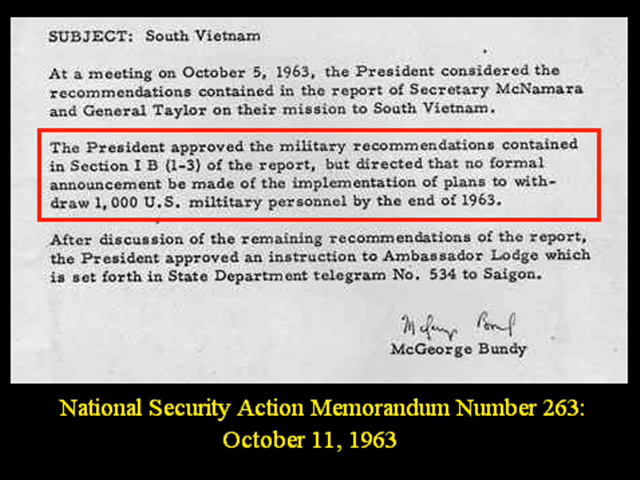 SUBJECT: South Vietnam
At a meeting on October 5, 1963, the President considered the
recommendations contained in the report of Secretary McNamara
and General Taylor on their mission to South Vietnam.
The President approved the military recommendations contained
in Section I B (1-3) of the report, but directed that no formal
announcement be made of the implementation of plans to with-
draw 1,000 U.S. miltitary personnel by the end of 1963.
After discussion of the remaining recommendations of the report,
the President approved an instruction to Ambassador Lodge which
is set forth in State Department telegram No. 534 to Saigon.
McGeorge Bundy
McGeorge Bundy
National Security Action Memorandum Number 263:
October 11, 1963